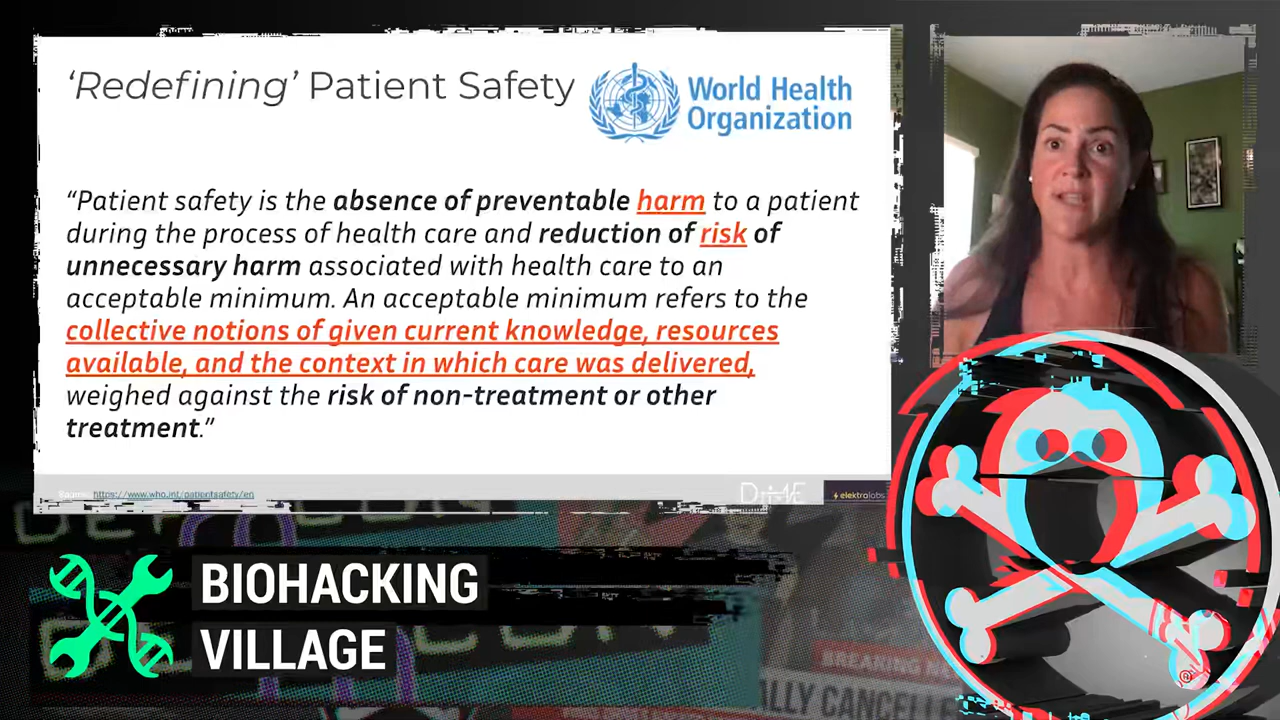 ‘Redefining’ Patient Safety
World Health
Organization
“Patient safety is the absence of preventable harm to a patient
during the process of health care and reduction of risk of
unnecessary harm associated with health care to an
acceptable minimum. An acceptable minimum refers to the
collective notions of given current knowledge, resources
available, and the context in which care was delivered,
weighed against the risk of non-treatment or other
treatment.”
https://www.who.int/patientsafety/en
elektralabs
BIOHACKING
VILLAGE
BREAKING
ALLY